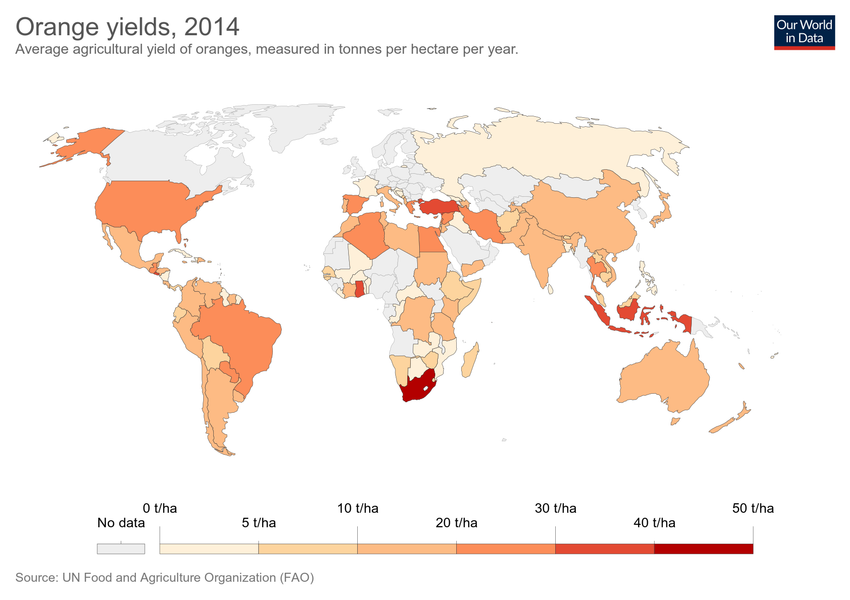 Orange yields, 2014
Average agricultural yield of oranges, measured in tonnes per hectare per year.
Our World
in Data
0 t/ha
10 t/ha
30 t/ha
50 t/ha
No data
5 t/ha
20 t/ha
40 t/ha
Source: UN Food and Agriculture Organization (FAO)